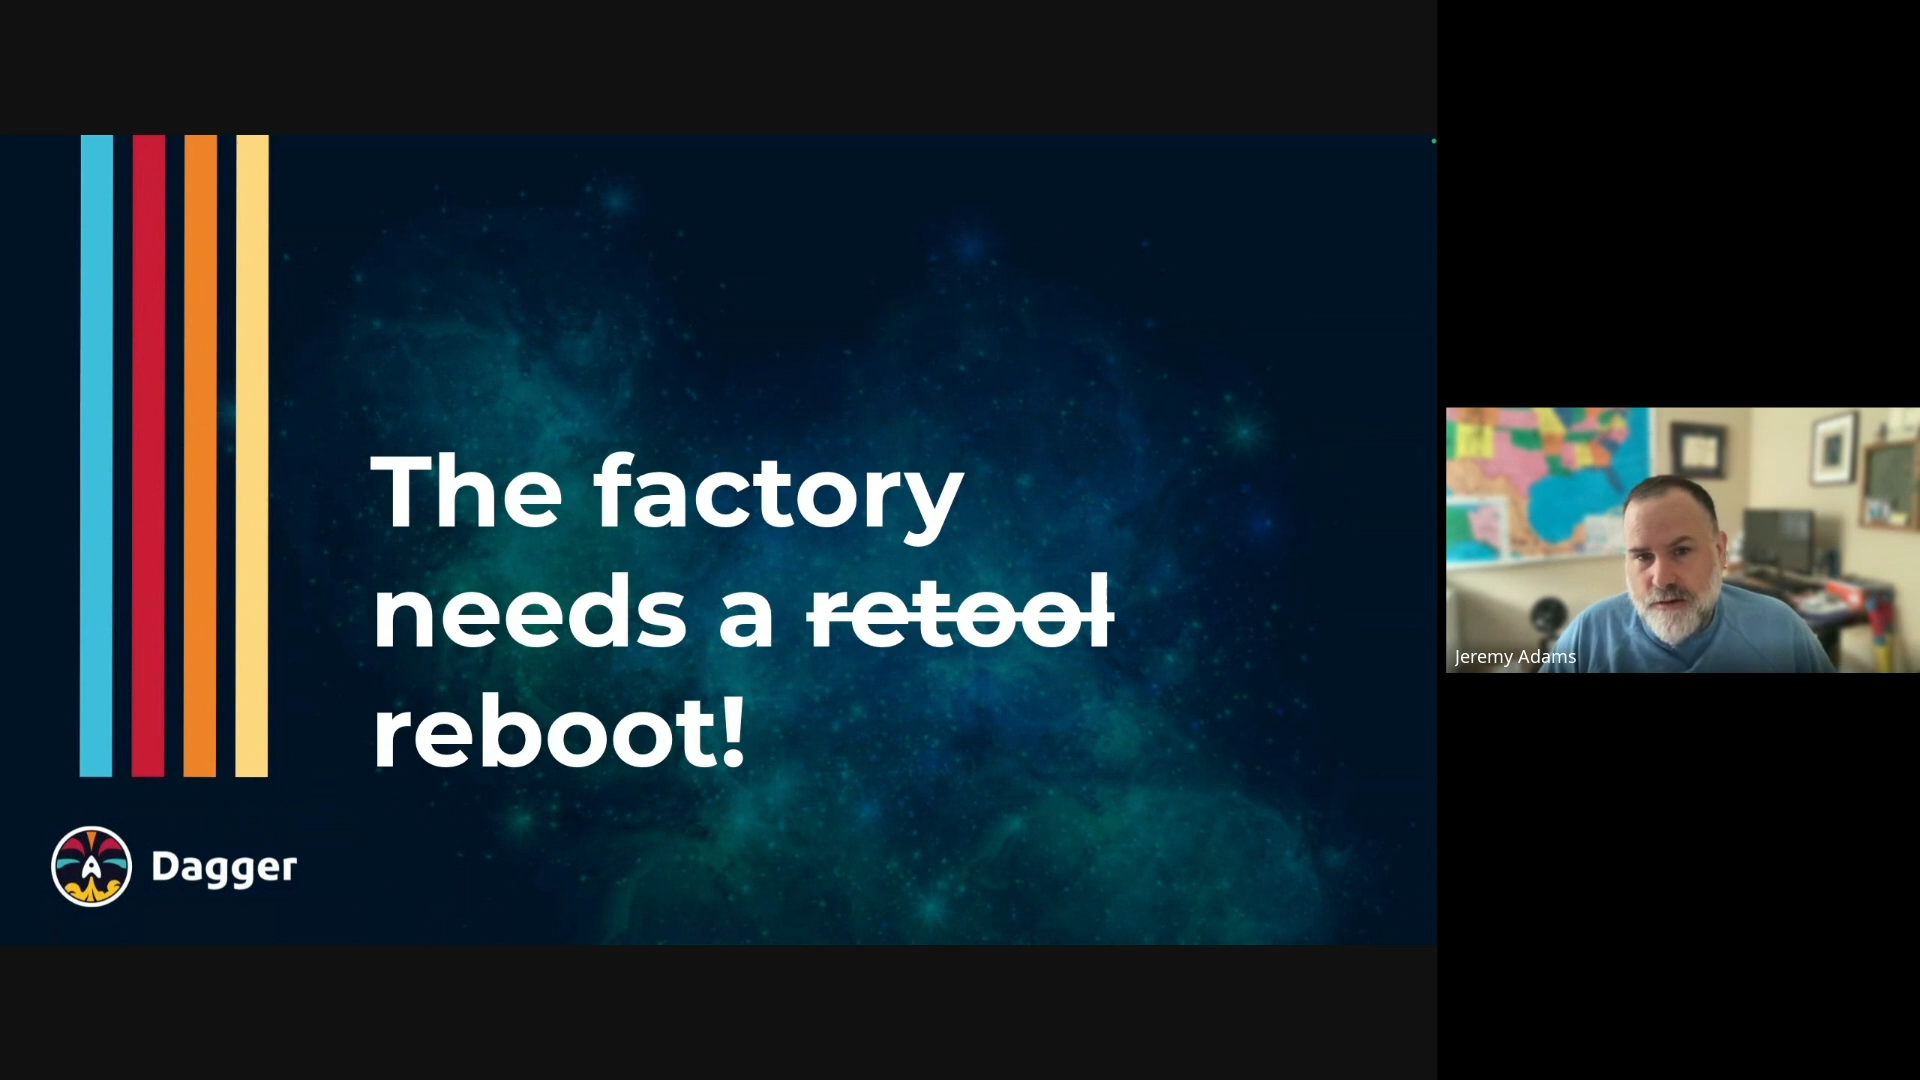 The factory
needs a retool
reboot!
Dagger
Jeremy Adams